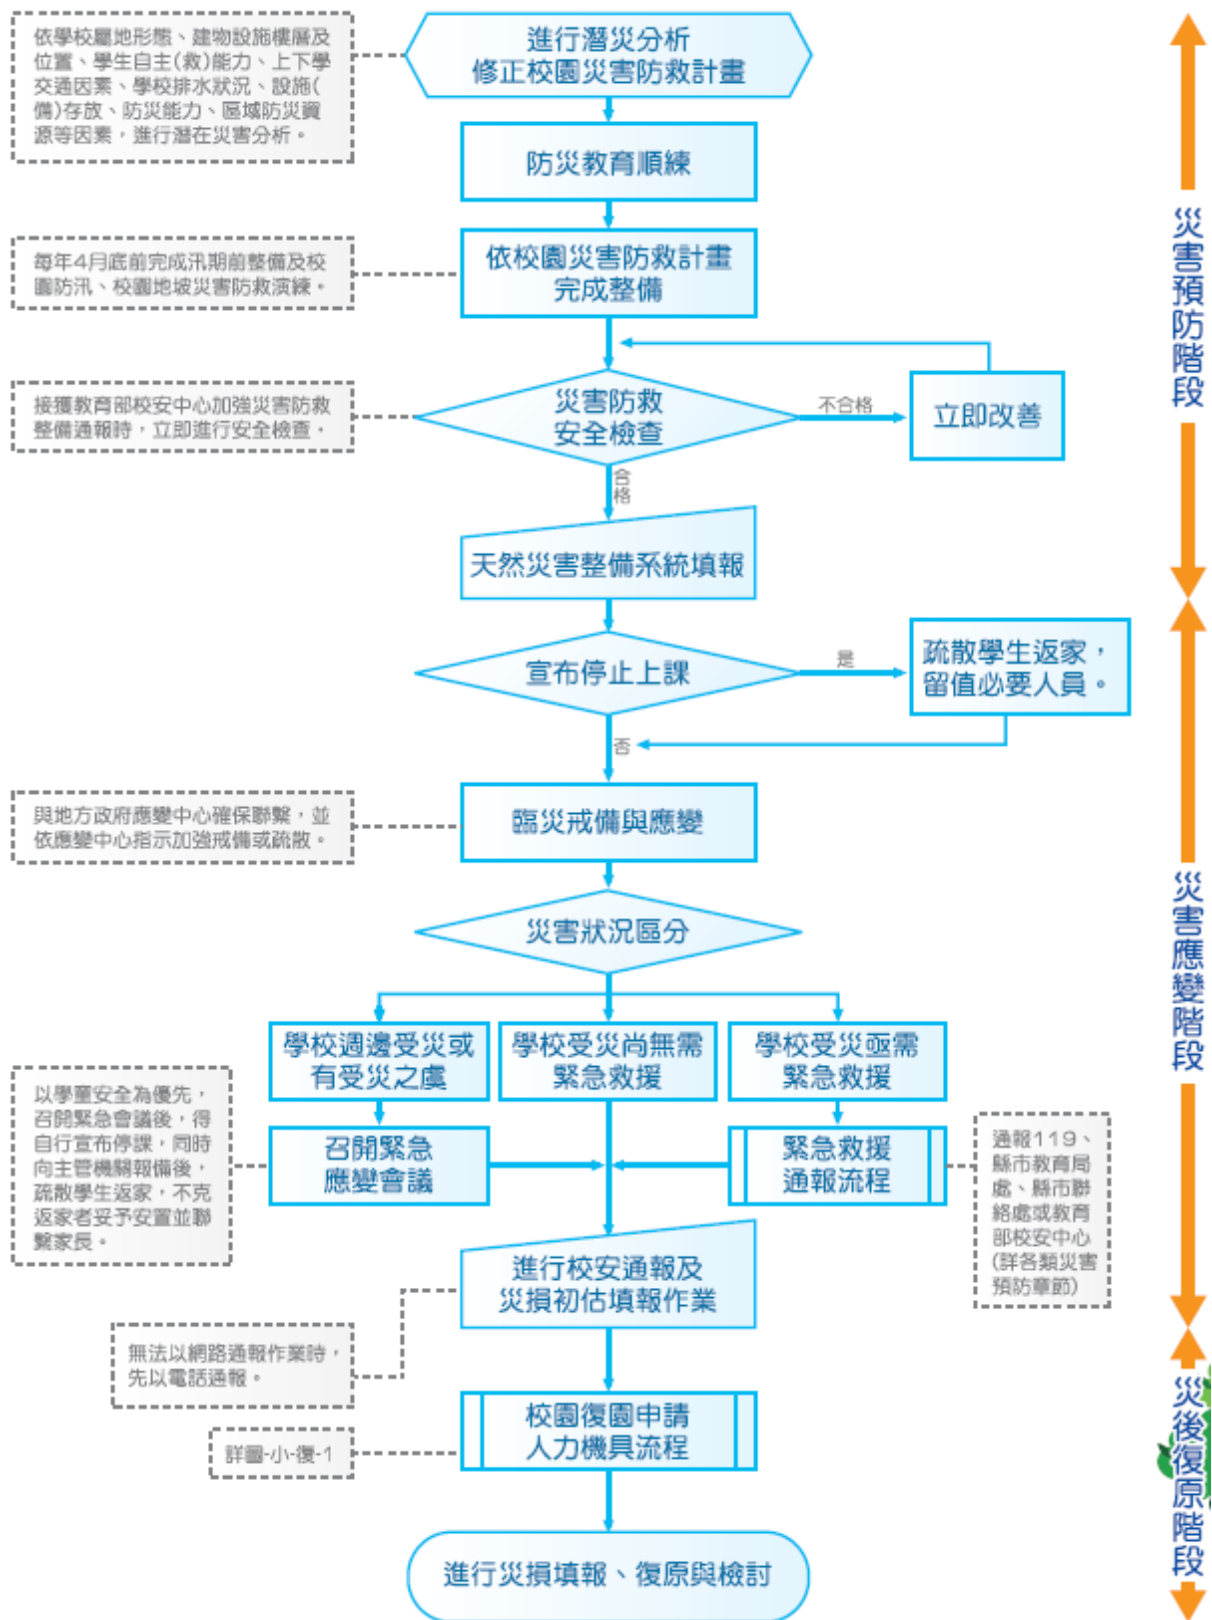 依學校屬地形態、建物設施樓層及
位置、學生自主(救)能力、上下學
交通因素、學校排水狀況、設施(
備)存放、防災能力、區域防災資
源等因素，進行潛在災害分析。
進行潛災分析
修正校園災害防救計畫
防災教育順練
每年4月底前完成汛期前整備及校
園防汛、校園地坡災害防救演練。
依校園災害防救計畫
完成整備
災害預防階段
接獲教育部校安中心加強災害防救
整備通報時，立即進行安全檢查。
災害防救
安全檢查
不合格
立即改善
合格
天然災害整備系統填報
宣布停止上課
是
疏散學生返家，
留值必要人員。
否
與地方政府應變中心確保聯繫，並
依應變中心指示加強戒備或疏散。
臨災戒備與應變
災害狀況區分
災害應變階段
學校週邊受災或
有受災之虞
學校受災尚無需
緊急救援
學校受災亟需
緊急救援
以學童安全為優先，
召開緊急會議後，得
自行宣布停課，同時
向主管機關報備後，
疏散學生返家，不克
返家者妥予安置並聯
繫家長。
召開緊急
應變會議
緊急救援
通報流程
通報119、
縣市教育局
處、縣市聯
絡處或教育
部校安中心
(詳各類災害
預防章節)
進行校安通報及
災損初估填報作業
無法以網路通報作業時，
先以電話通報。
校園復園申請
人力機具流程
詳圖-小-復-1
災後復原階段
進行災損填報、復原與檢討